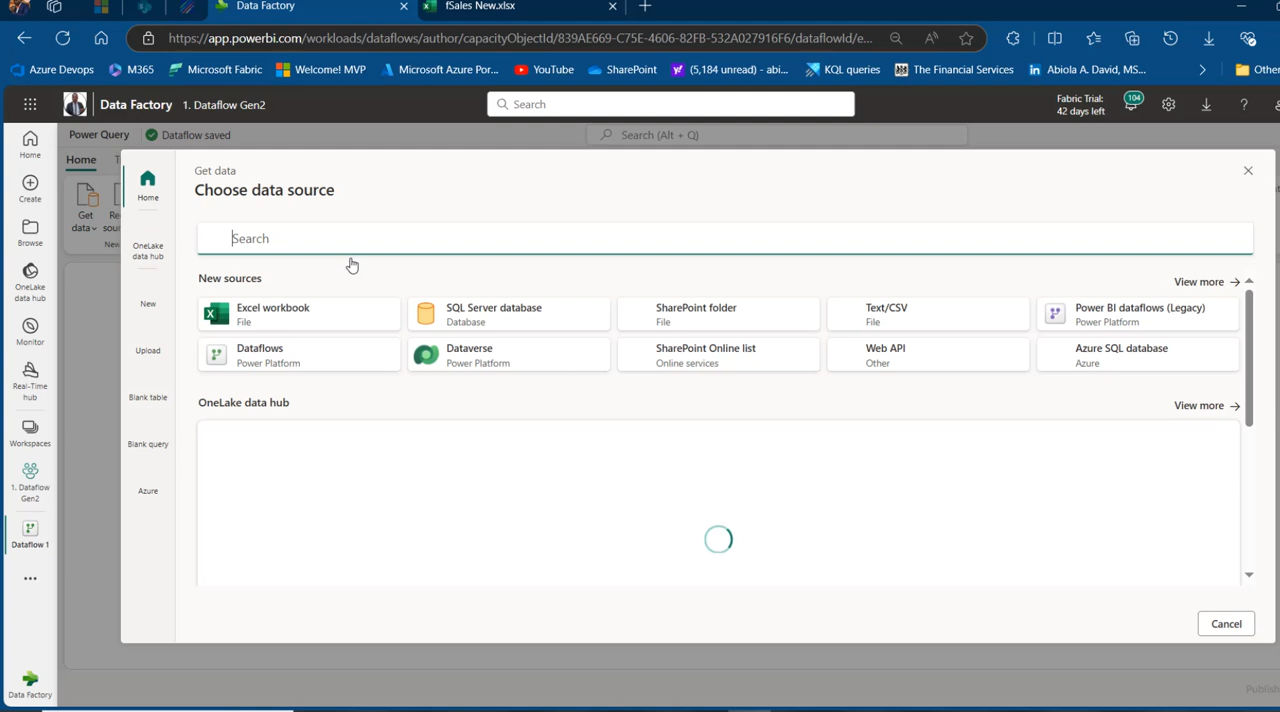 Data Factory
fSales New.xlsx
https://app.powerbi.com/workloads/dataflows/author/capacityObjectId/839AE669-C75E-4606-82FB-532A027916F6/dataflowId/e...
Azure Devops
M365
Microsoft Fabric
Welcome! MVP
Microsoft Azure Por...
YouTube
SharePoint
(5,184 unread) - abi...
KQL queries
The Financial Services
Abiola A. David, MS...
Other
Data Factory
1. Dataflow Gen2
Search
Fabric Trial:
42 days left
104
Power Query
Dataflow saved
Search (Alt + Q)
Home
Home
Create
Browse
OneLake
data hub
Monitor
Real-Time
hub
Workspaces
1. Dataflow
Gen2
Dataflow 1
Data Factory
Get
data
New
Home
OneLake
data hub
New
Upload
Blank table
Blank query
Azure
Get data
Choose data source
Search
New sources
View more
Excel workbook
File
SQL Server database
Database
SharePoint folder
File
Text/CSV
File
Power BI dataflows (Legacy)
Power Platform
Dataflows
Power Platform
Dataverse
Power Platform
SharePoint Online list
Online services
Web API
Other
Azure SQL database
Azure
OneLake data hub
View more
Cancel